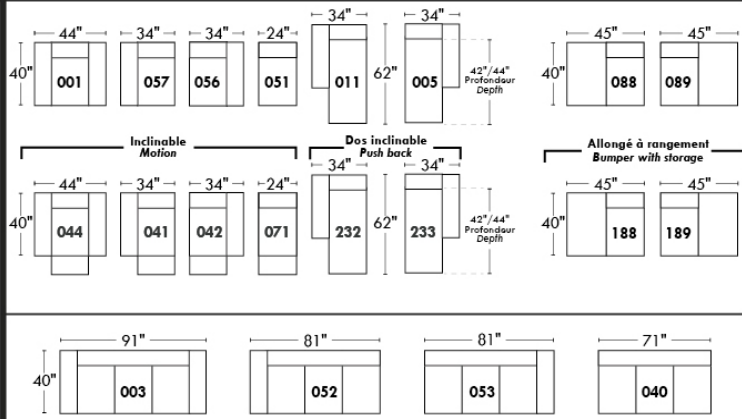 44" 34" 34" 24" 34" 34" 45" 45"
40" 001 057 056 051 011 62" 005 42"/44" Profondeur Depth 40" 088 089
Inclinable
Motion
Dos inclinable
Push back
Allongé à rangement
Bumper with storage
44" 34" 34" 24" 34" 34" 45" 45"
40" 044 041 042 071 232 62" 233 42"/44" Profondeur Depth 40" 188 189
91" 81" 81" 71"
40" 003 052 053 040